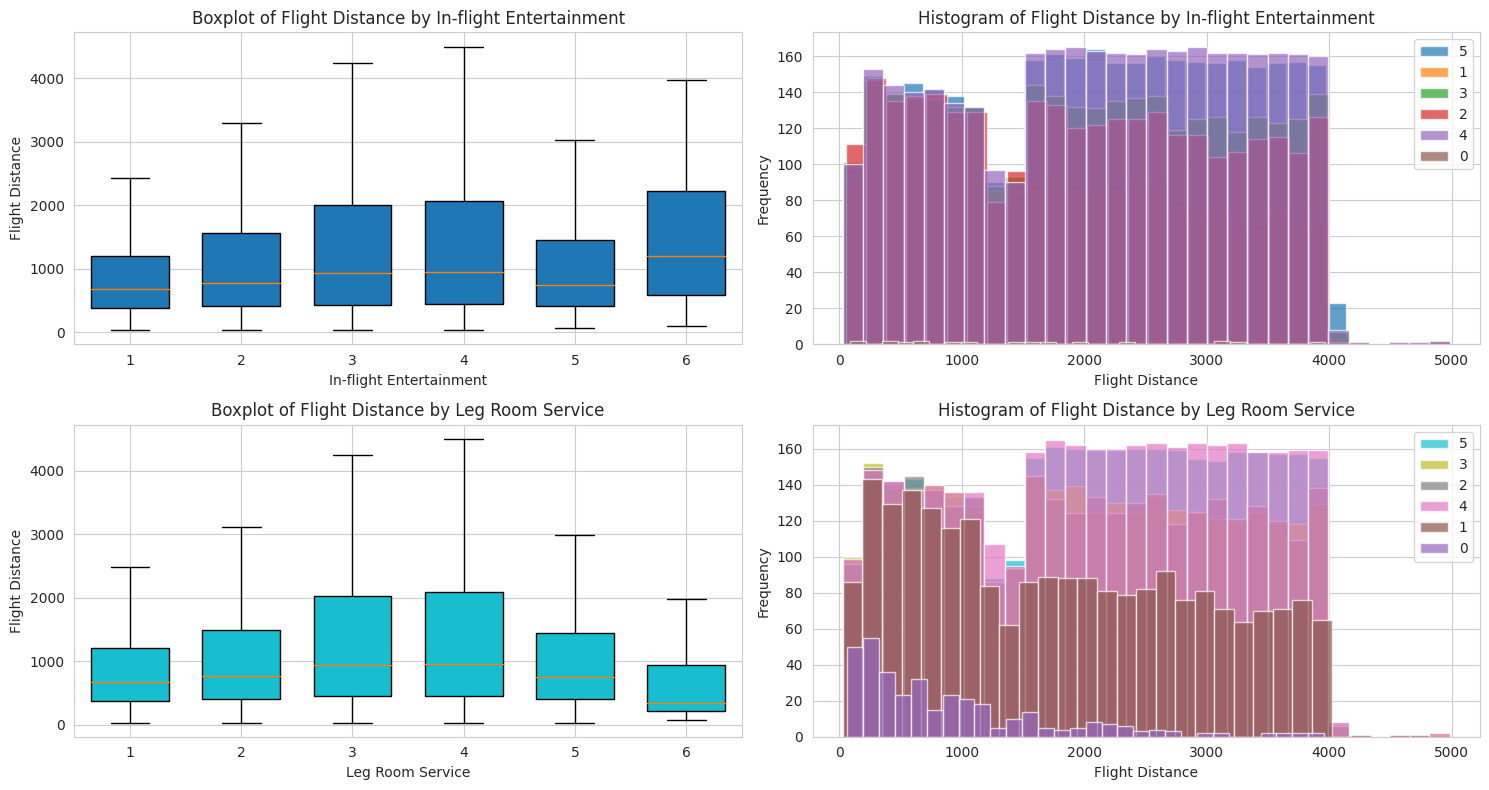 Boxplot of Flight Distance by In-flight Entertainment
Flight Distance
4000
3000
2000
1000
0
1 2 3 4 5 6
In-flight Entertainment
Histogram of Flight Distance by In-flight Entertainment
Frequency
160
140
120
100
80
60
40
20
0
5
1
3
2
4
0
0 1000 2000 3000 4000 5000
Flight Distance
Boxplot of Flight Distance by Leg Room Service
Flight Distance
4000
3000
2000
1000
0
1 2 3 4 5 6
Leg Room Service
Histogram of Flight Distance by Leg Room Service
Frequency
160
140
120
100
80
60
40
20
0
5
3
2
4
1
0
0 1000 2000 3000 4000 5000
Flight Distance